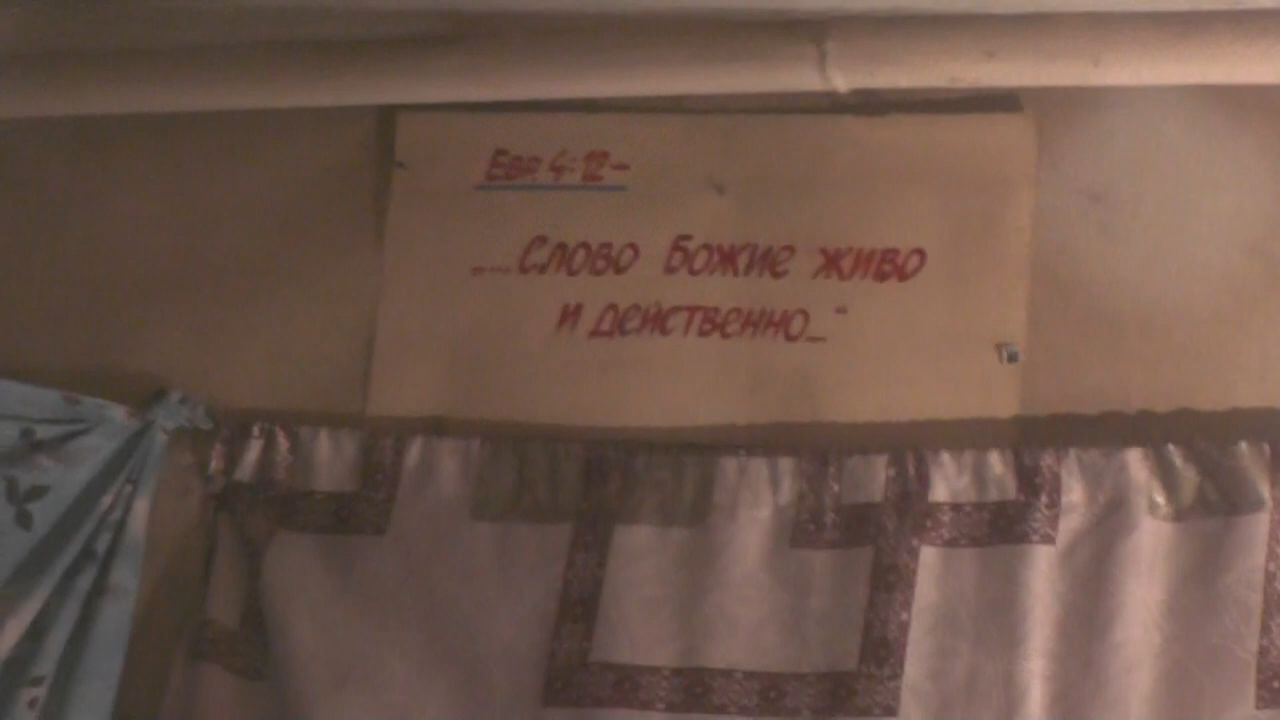 Евр. 4:12–
„...Слово Божие живо
и действенно..."